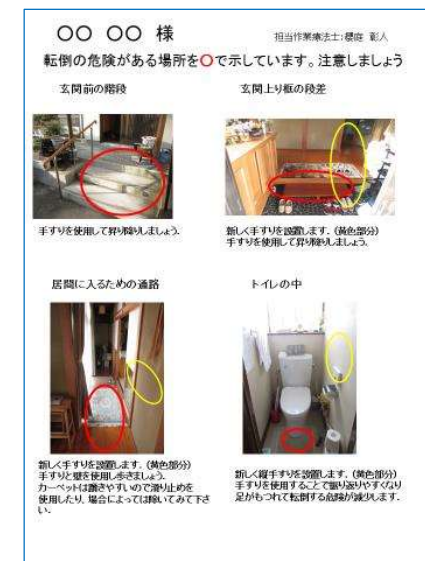 〇〇 〇〇 様
担当作業療法士:櫻庭 彰人
転倒の危険がある場所を〇で示しています。注意しましょう
玄関前の階段
玄関上り框の段差
手すりを使用して昇り降りしましょう。
新しく手すりを設置します。(黄色部分)
手すりを使用して昇り降りしましょう。
居間に入るための通路
トイレの中
新しく手すりを設置します。(黄色部分)
手すりと壁を使用し歩きましょう。
カーペットは躓きやすいので滑り止めを
使用したり、場合によっては除いてみて下さ
い。
新しく縦手すりを設置します。(黄色部分)
手すりを使用することで振り返りやすくなり
足がもつれて転倒する危険が減少します。